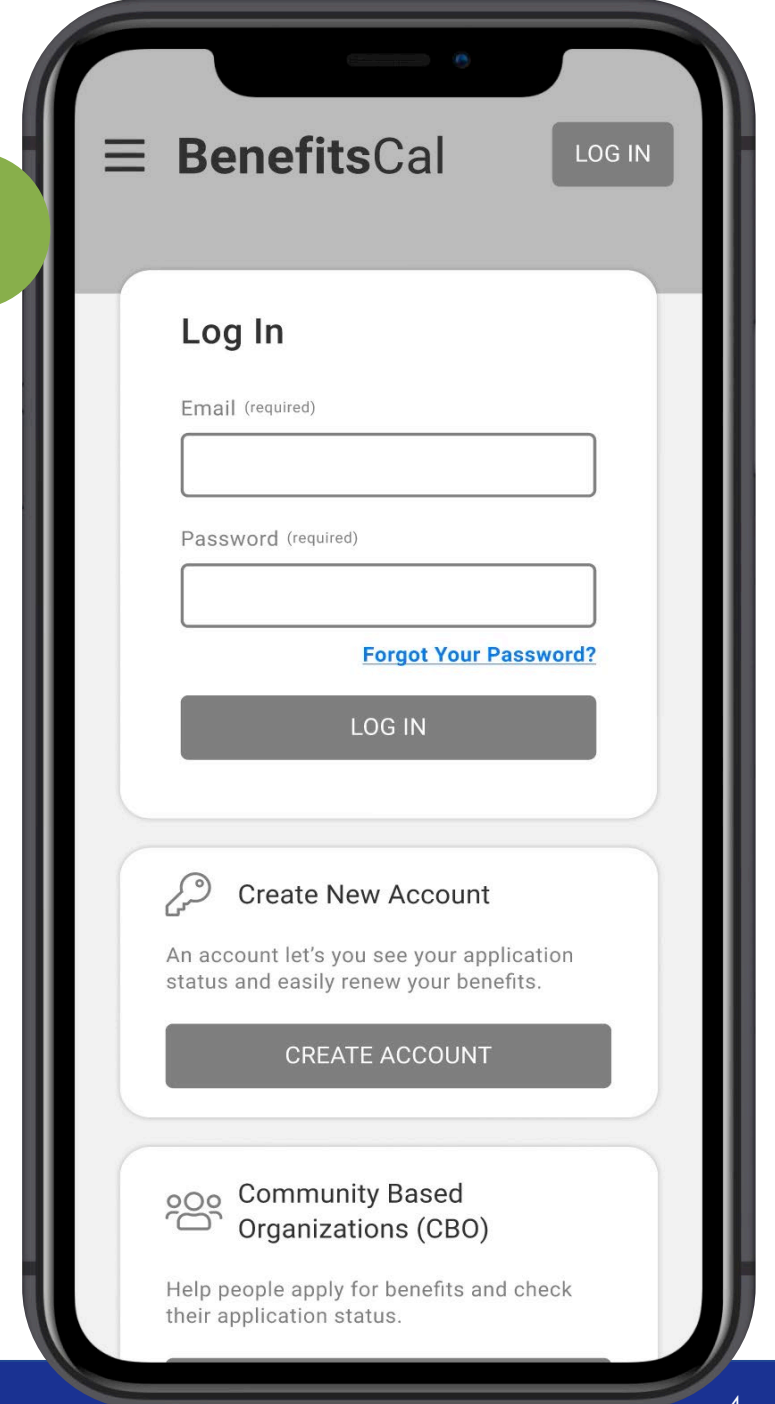 BenefitsCal
LOG IN
Log In
Email (required)
Password (required)
Forgot Your Password?
LOG IN
Create New Account
An account let's you see your application
status and easily renew your benefits.
CREATE ACCOUNT
Community Based
Organizations (CBO)
Help people apply for benefits and check
their application status.